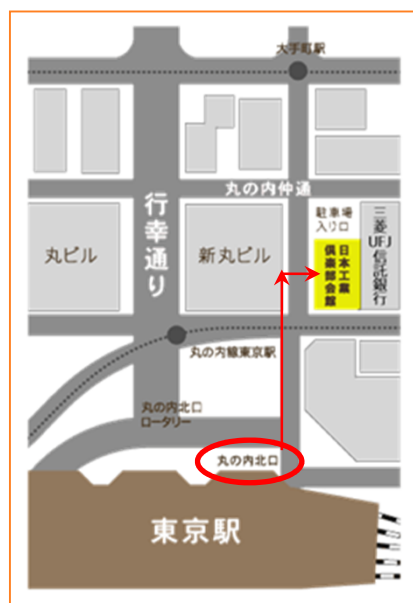 大手町駅
丸の内仲通
行幸通り
駐車場
入り口
三菱UFJ信託銀行
日本工業
倶楽部会館
丸ビル
新丸ビル
丸の内線東京駅
丸の内北口
ロータリー
丸の内北口
東京駅